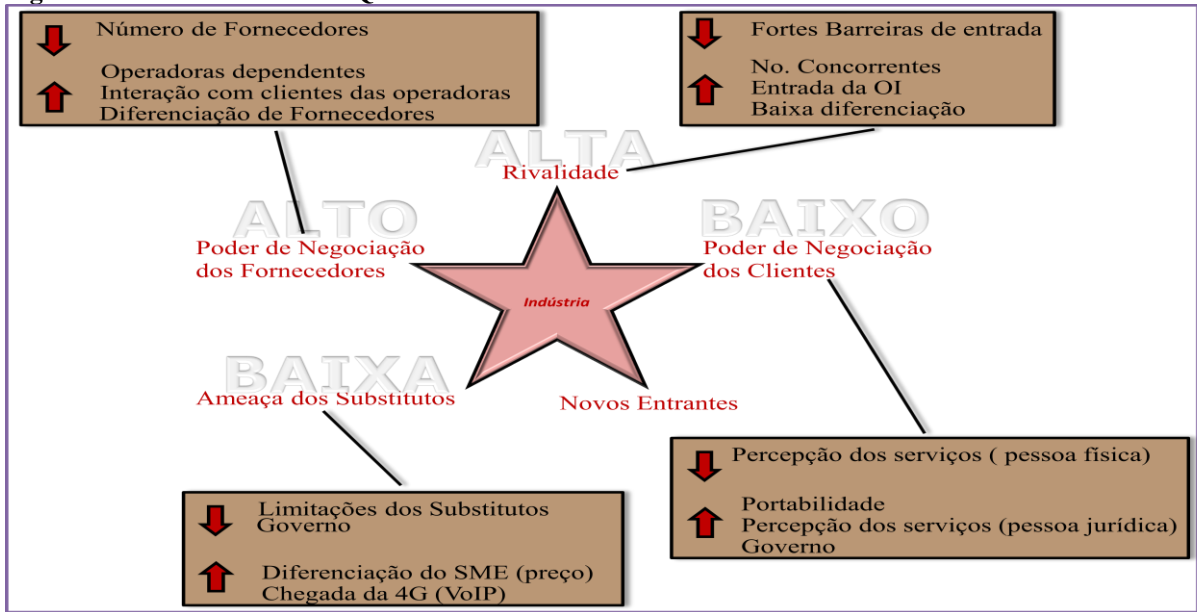 Número de Fornecedores
Operadoras dependentes
Interação com clientes das operadoras
Diferenciação de Fornecedores
Fortes Barreiras de entrada
No. Concorrentes
Entrada da OI
Baixa diferenciação
ALTA
Rivalidade
ALTO
Poder de Negociação
dos Fornecedores
BAIXO
Poder de Negociação
dos Clientes
Indústria
BAIXA
Ameaça dos Substitutos
Novos Entrantes
Limitações dos Substitutos
Governo
Diferenciação do SME (preço)
Chegada da 4G (VoIP)
Percepção dos serviços ( pessoa física)
Portabilidade
Percepção dos serviços (pessoa jurídica)
Governo